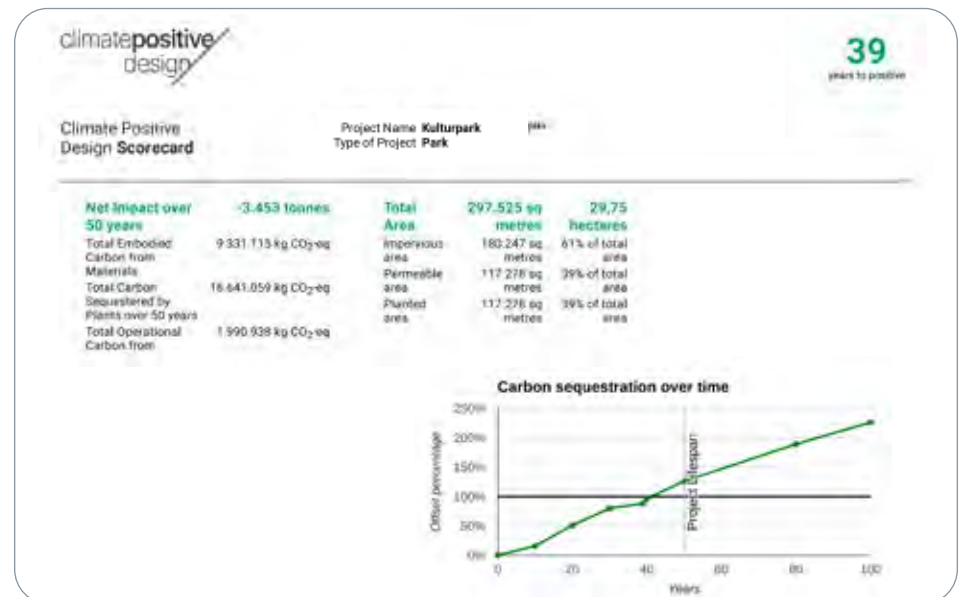 climatepositive
design
39
years to positive
Climate Positive
Design Scorecard
Project Name Kulturpark
Type of Project Park
Net Impact over
50 years
-3.453 tonnes
Total Embodied
Carbon from
Materials
9 331 113 kg CO2-eq
Total Carbon
Sequestered by
Plants over 50 years
16.641.059 kg CO2-eq
Total Operational
Carbon from
1 990 938 kg CO2-eq
Total
Area
297.525 sq
metres
29,75
hectares
Impervious
area
180.247 sq
metres
61% of total
area
Permeable
area
117 278 sq
metres
39% of total
area
Planted
area
117.278 sq
metres
39% of total
area
Carbon sequestration over time
Offset percentage
250%
200%
150%
100%
50%
0%
Project Lifespan
0
20
40
60
80
100
Years